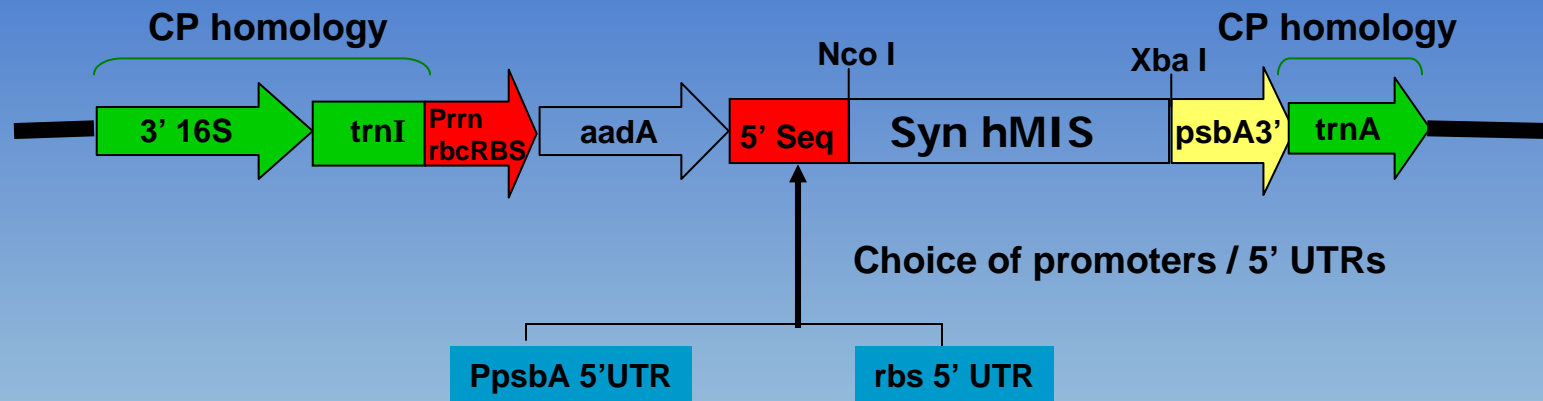 CP homology
CP homology
Nco I
Xba I
3’ 16S
trnI
Prrn
rbcRBS
aadA
5’ Seq
Syn hMIS
psbA3’
trnA
Choice of promoters / 5’ UTRs
PpsbA 5’UTR
rbs 5’ UTR